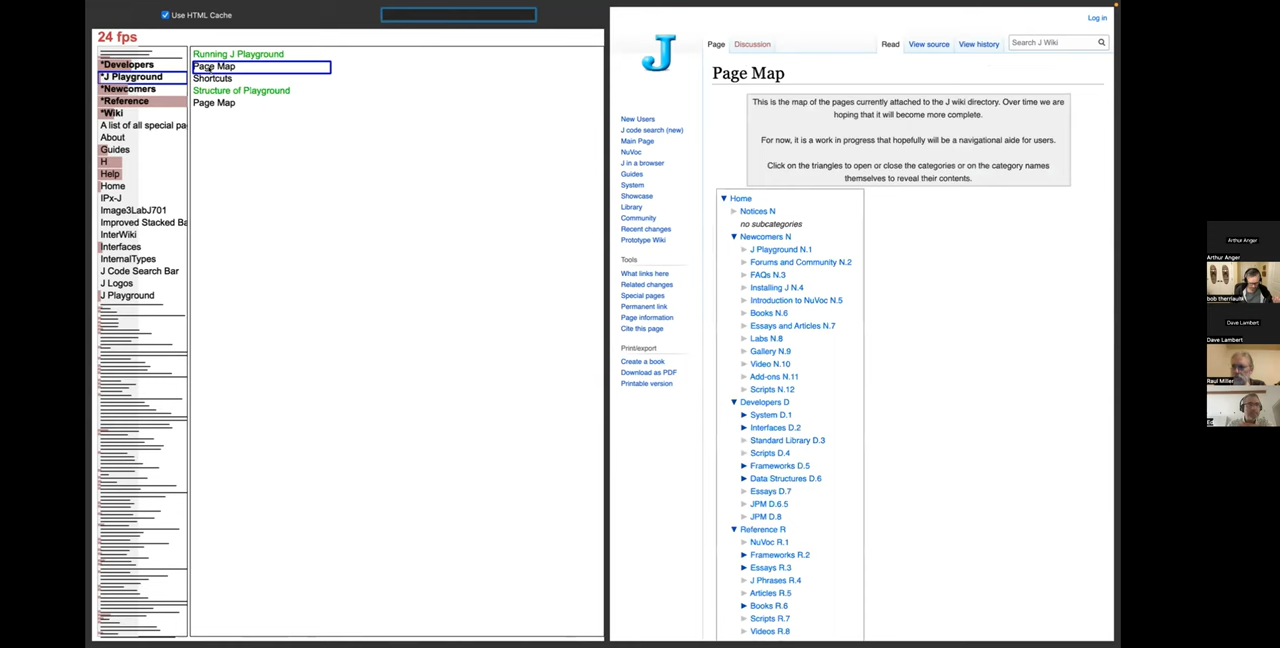 Use HTML Cache
24 fps
*Developers
*J Playground
*Newcomers
*Reference
*Wiki
A list of all special pa
About
Guides
H
Help
Home
IPx-J
Image3LabJ701
Improved Stacked Ba
InterWiki
Interfaces
InternalTypes
J Code Search Bar
J Logos
J Playground
Running J Playground
Page Map
Shortcuts
Structure of Playground
Page Map
Log in
Page Discussion Read View source View history Search J Wiki
J
New Users
J code search (new)
Main Page
NuVoc
J in a browser
Guides
System
Showcase
Library
Community
Recent changes
Prototype Wiki
Tools
What links here
Related changes
Special pages
Permanent link
Page information
Cite this page
Print/export
Create a book
Download as PDF
Printable version
Page Map
This is the map of the pages currently attached to the J wiki directory. Over time we are
hoping that it will become more complete.
For now, it is a work in progress that hopefully will be a navigational aide for users.
Click on the triangles to open or close the categories or on the category names
themselves to reveal their contents.
Home
Notices N
no subcategories
Newcomers N
J Playground N.1
Forums and Community N.2
FAQs N.3
Installing J N.4
Introduction to NuVoc N.5
Books N.6
Essays and Articles N.7
Labs N.8
Gallery N.9
Video N.10
Add-ons N.11
Scripts N.12
Developers D
System D.1
Interfaces D.2
Standard Library D.3
Scripts D.4
Frameworks D.5
Data Structures D.6
Essays D.7
JPM D.6.5
JPM D.8
Reference R
NuVoc R.1
Frameworks R.2
Essays R.3
J Phrases R.4
Articles R.5
Books R.6
Scripts R.7
Videos R.8
Arthur Anger
Arthur Anger
bob therriault
Dave Lambert
Dave Lambert
Raul Miller